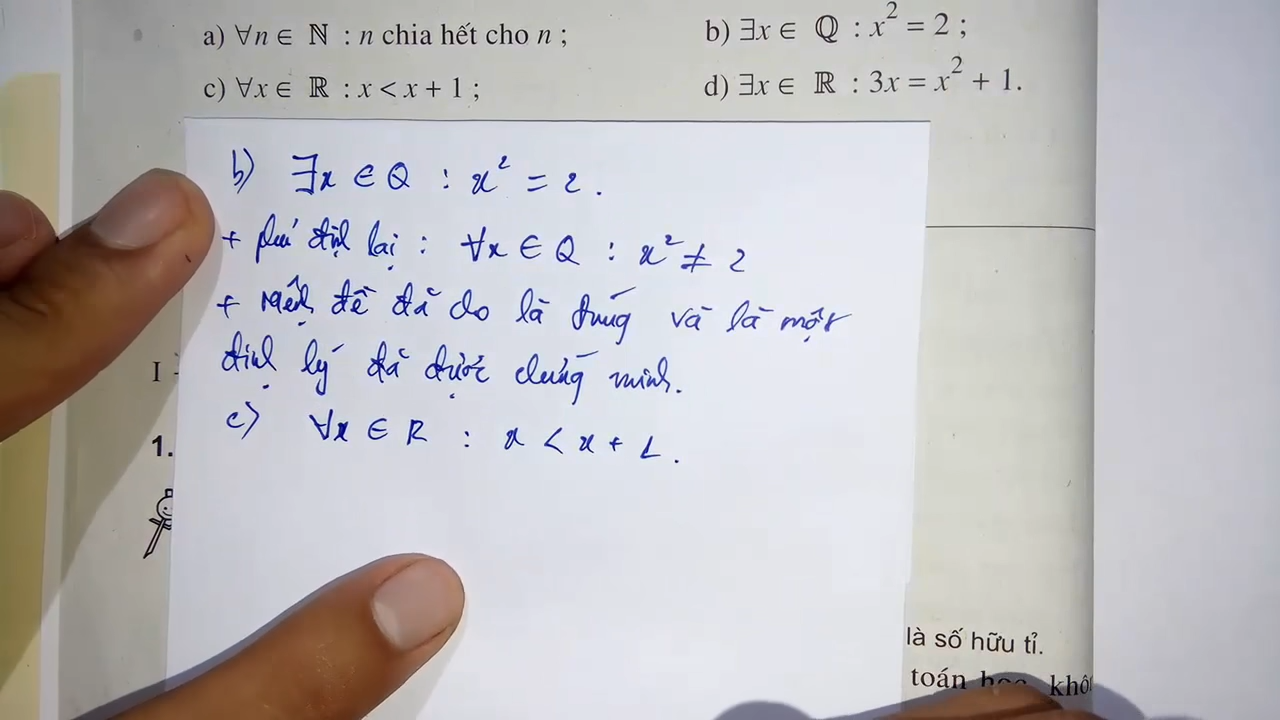 a) ∀n ∈ ℕ : n chia hết cho n ;
b) ∃x ∈ ℚ : x² = 2 ;
c) ∀x ∈ ℝ : x < x + 1 ;
d) ∃x ∈ ℝ : 3x = x² + 1.
b) ∃x ∈ Q : x² = 2.
+ phủ định lại : ∀x ∈ Q : x² ≠ 2
+ mệnh đề đã cho là đúng và là một
định lý đã được chứng minh.
c) ∀x ∈ R : x < x + 1.
I -
1.
là số hữu tỉ.
toán học, khô